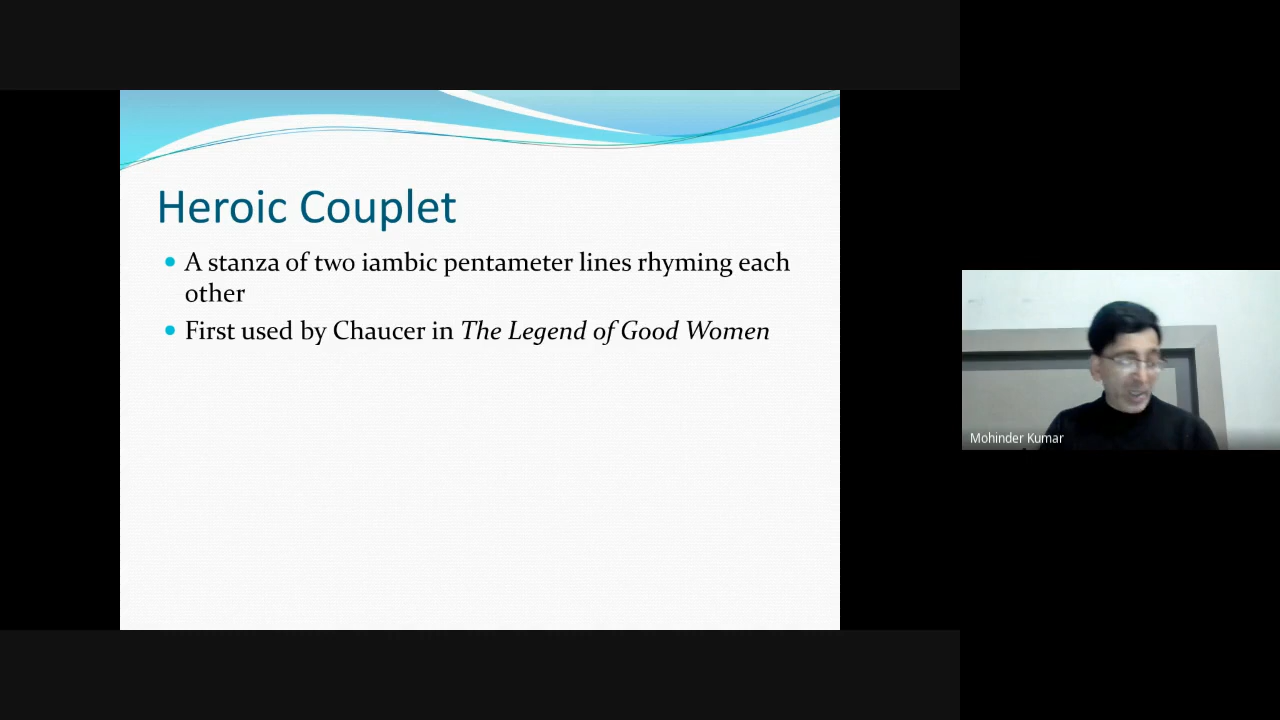 Heroic Couplet
A stanza of two iambic pentameter lines rhyming each
other
First used by Chaucer in The Legend of Good Women
Mohinder Kumar